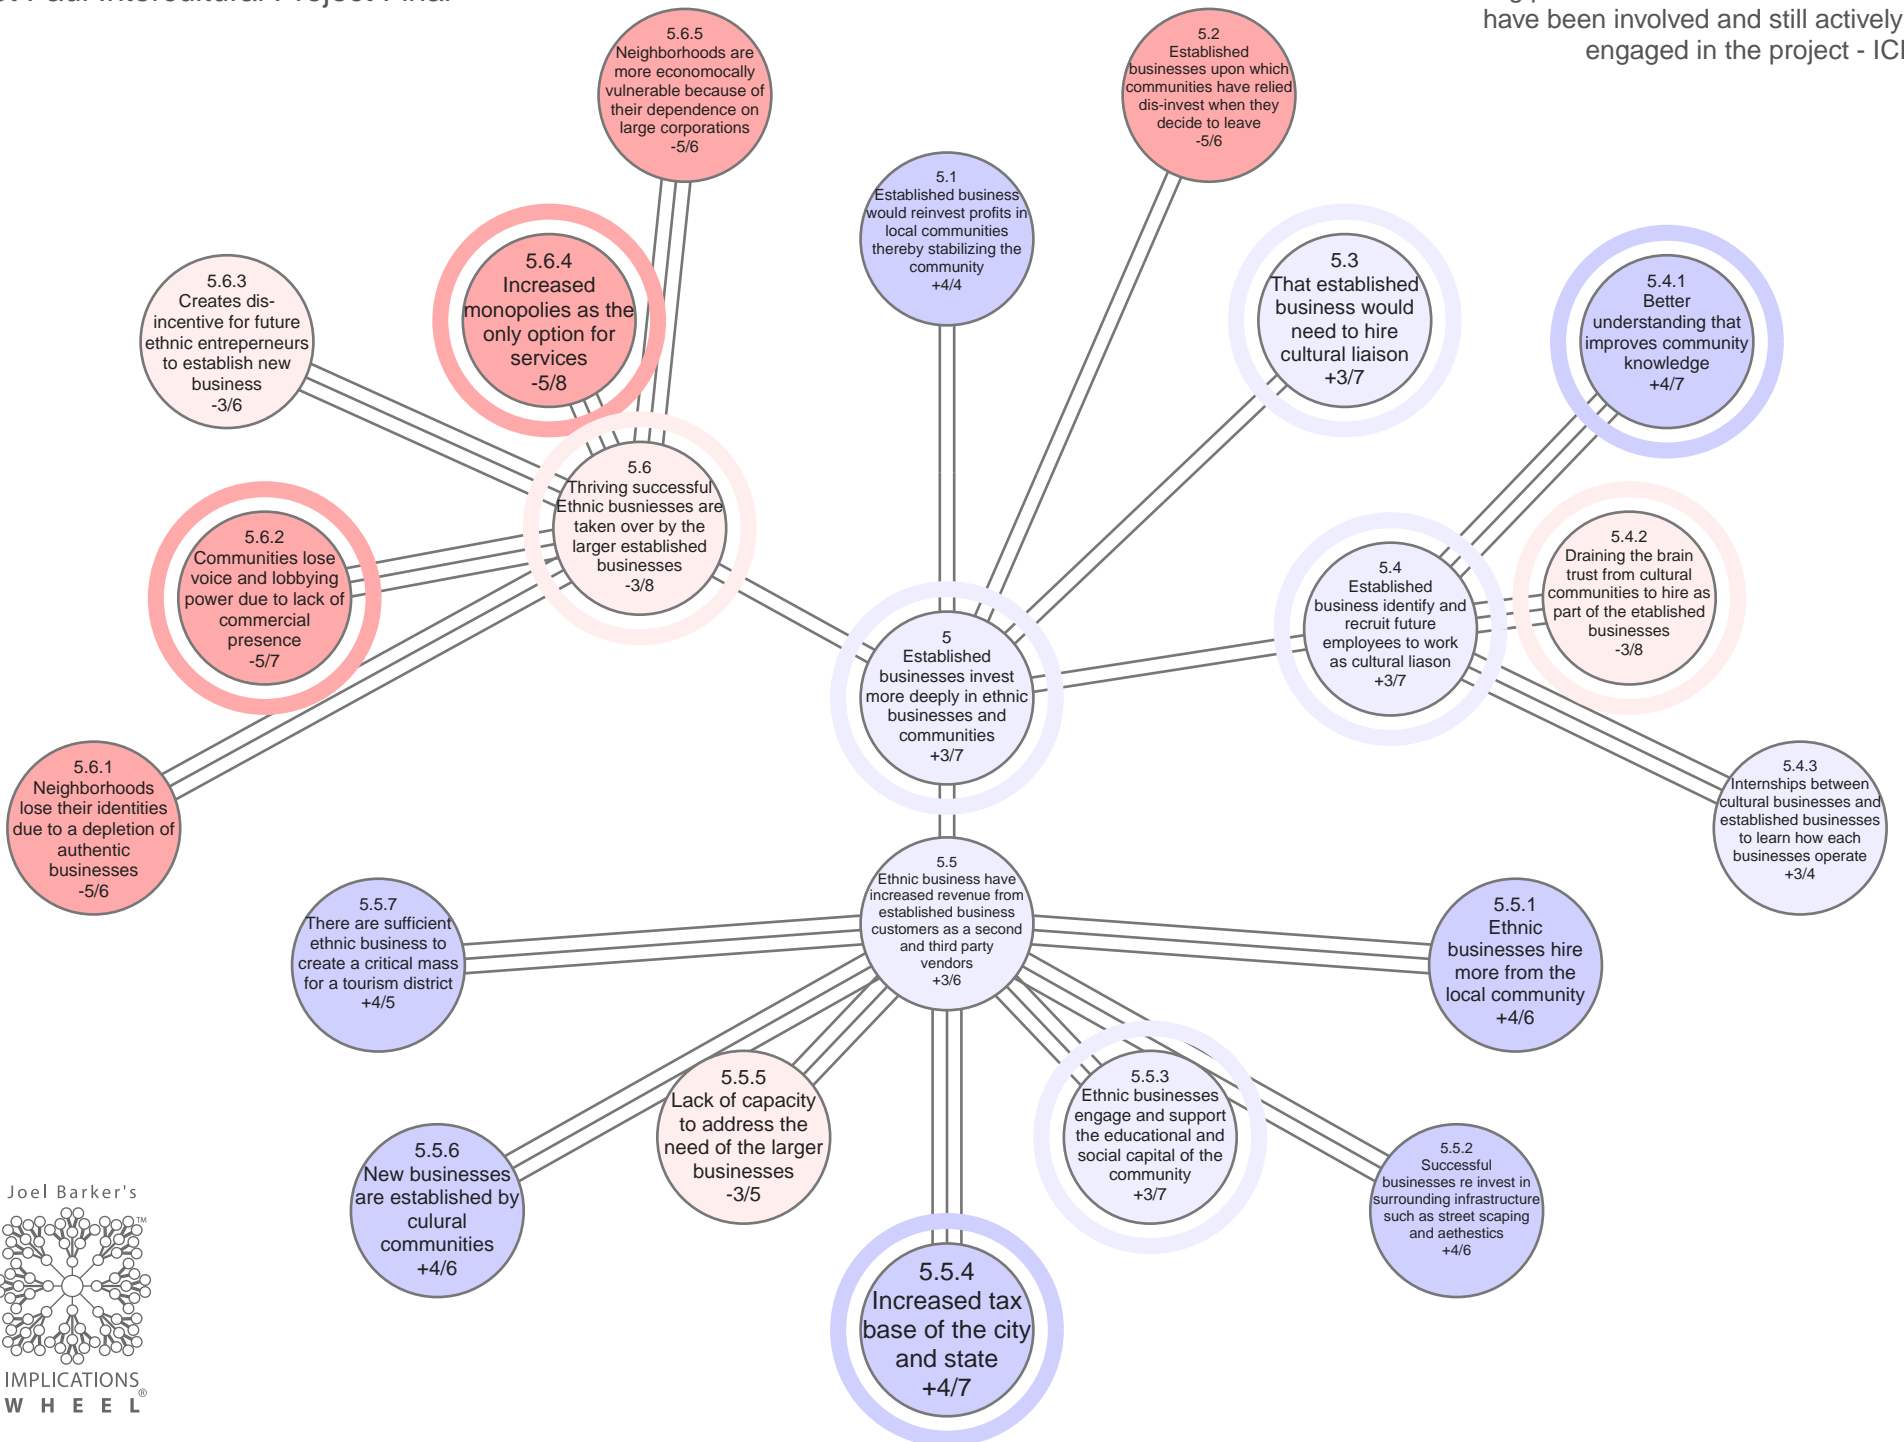 Paul Intercultural Project Final
have been involved and still actively
engaged in the project -
5.6.5
Neighborhoods are
more economocally
vulnerable because of
their dependence on
large corporations
-5/6
5.2
Established
businesses upon which
communities have relied
dis-invest when they
decide to leave
-5/6
5.1
Established business
would reinvest profits in
local communities
thereby stabilizing the
community
+4/4
5.6.4
Increased
monopolies as the
only option for
services
-5/8
5.3
That established
business would
need to hire
cultural liaison
+3/7
5.6.3
Creates dis-
incentive for future
ethnic entreperneurs
to establish new
business
-3/6
5.4.1
Better
understanding that
improves community
knowledge
+4/7
5.6
Thriving successful
Ethnic busniesses are
taken over by the
larger established
businesses
-3/8
5.6.2
Communities lose
voice and lobbying
power due to lack of
commercial
presence
-5/7
5.4.2
Draining the brain
trust from cultural
communities to hire as
part of the etablished
businesses
-3/8
5.4
Established
business identify and
recruit future
employees to work
as cultural liason
+3/7
5
Established
businesses invest
more deeply in ethnic
businesses and
communities
+3/7
5.6.1
Neighborhoods
lose their identities
due to a depletion of
authentic
businesses
-5/6
5.4.3
Internships between
cultural businesses and
established businesses
to learn how each
businesses operate
+3/4
5.5
Ethnic business have
increased revenue from
established business
customers as a second
and third party
vendors
+3/6
5.5.7
There are sufficient
ethnic business to
create a critical mass
for a tourism district
+4/5
5.5.1
Ethnic
businesses hire
more from the
local community
+4/6
5.5.5
Lack of capacity
to address the
need of the larger
businesses
-3/5
5.5.3
Ethnic businesses
engage and support
the educational and
social capital of the
community
+3/7
5.5.6
New businesses
are established by
culural
communities
+4/6
5.5.2
Successful
businesses re invest in
surrounding infrastructure
such as street scaping
and aethestics
+4/6
5.5.4
Increased tax
base of the city
and state
+4/7
Joel Barker's
TM
IMPLICATIONS
WHEEL®